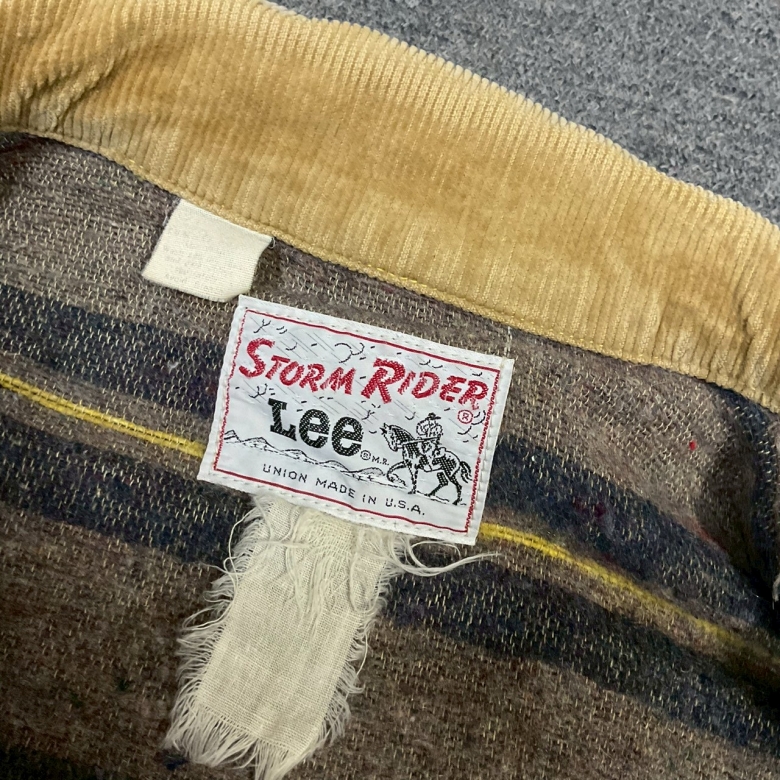 STORM RIDER ®
Lee ® M.R.
UNION MADE IN U.S.A.